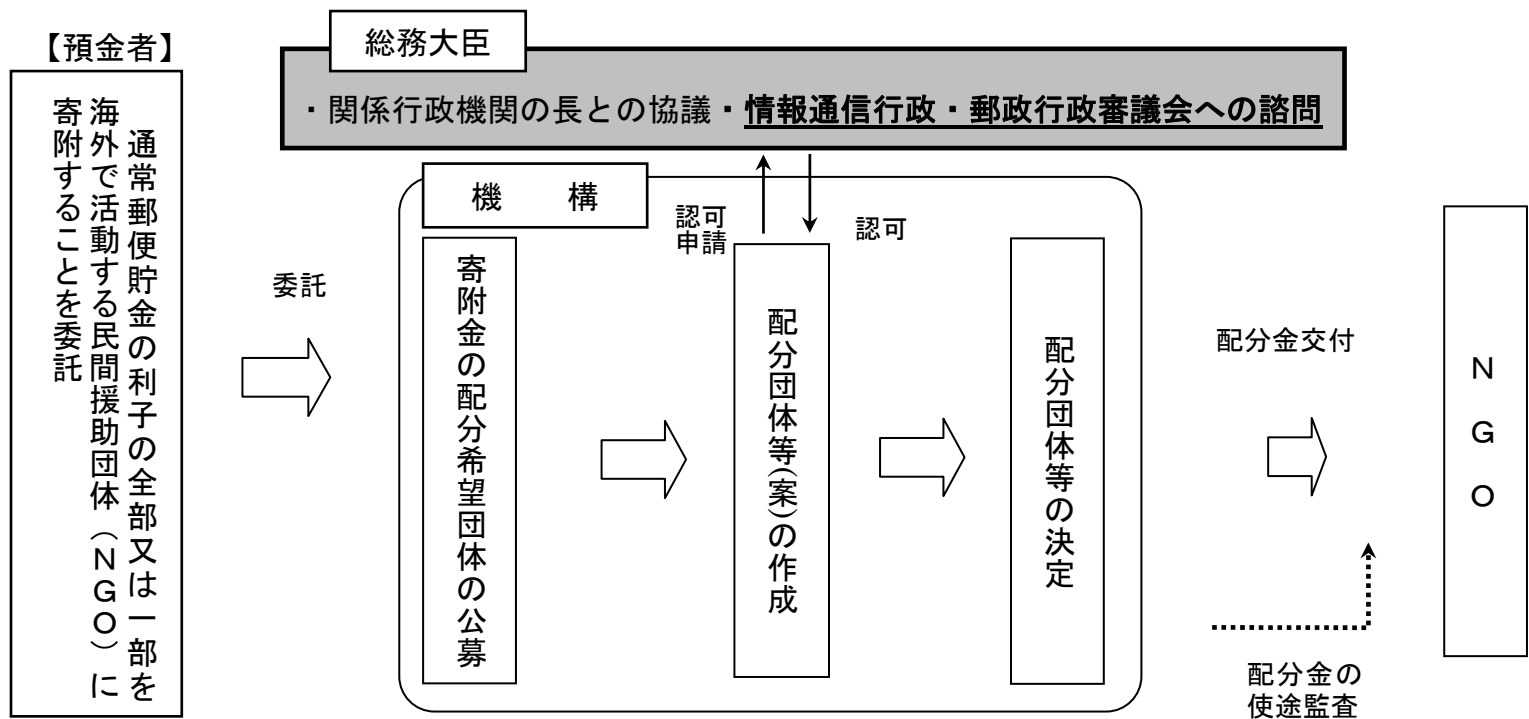 【預金者】
通常郵便貯金の利子の全部又は一部を
海外で活動する民間援助団体（ＮＧＯ）に
寄附することを委託
総務大臣
・関係行政機関の長との協議・情報通信行政・郵政行政審議会への諮問
委託
機　構
寄附金の配分希望団体の公募
認可
申請
認可
配分団体等(案)の作成
配分団体等の決定
配分金交付
配分金の
使途監査
ＮＧＯ